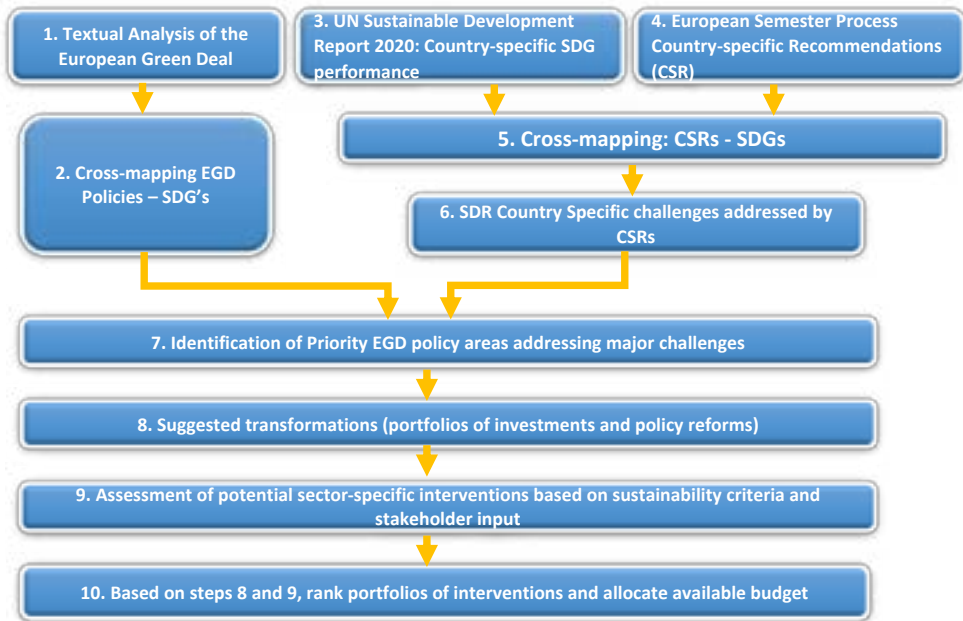 1. Textual Analysis of the
European Green Deal
3. UN Sustainable Development
Report 2020: Country-specific SDG
performance
4. European Semester Process
Country-specific Recommendations
(CSR)
2. Cross-mapping EGD
Policies – SDG's
5. Cross-mapping: CSRs - SDGs
6. SDR Country Specific challenges addressed by
CSRs
7. Identification of Priority EGD policy areas addressing major challenges
8. Suggested transformations (portfolios of investments and policy reforms)
9. Assessment of potential sector-specific interventions based on sustainability criteria and
stakeholder input
10. Based on steps 8 and 9, rank portfolios of interventions and allocate available budget